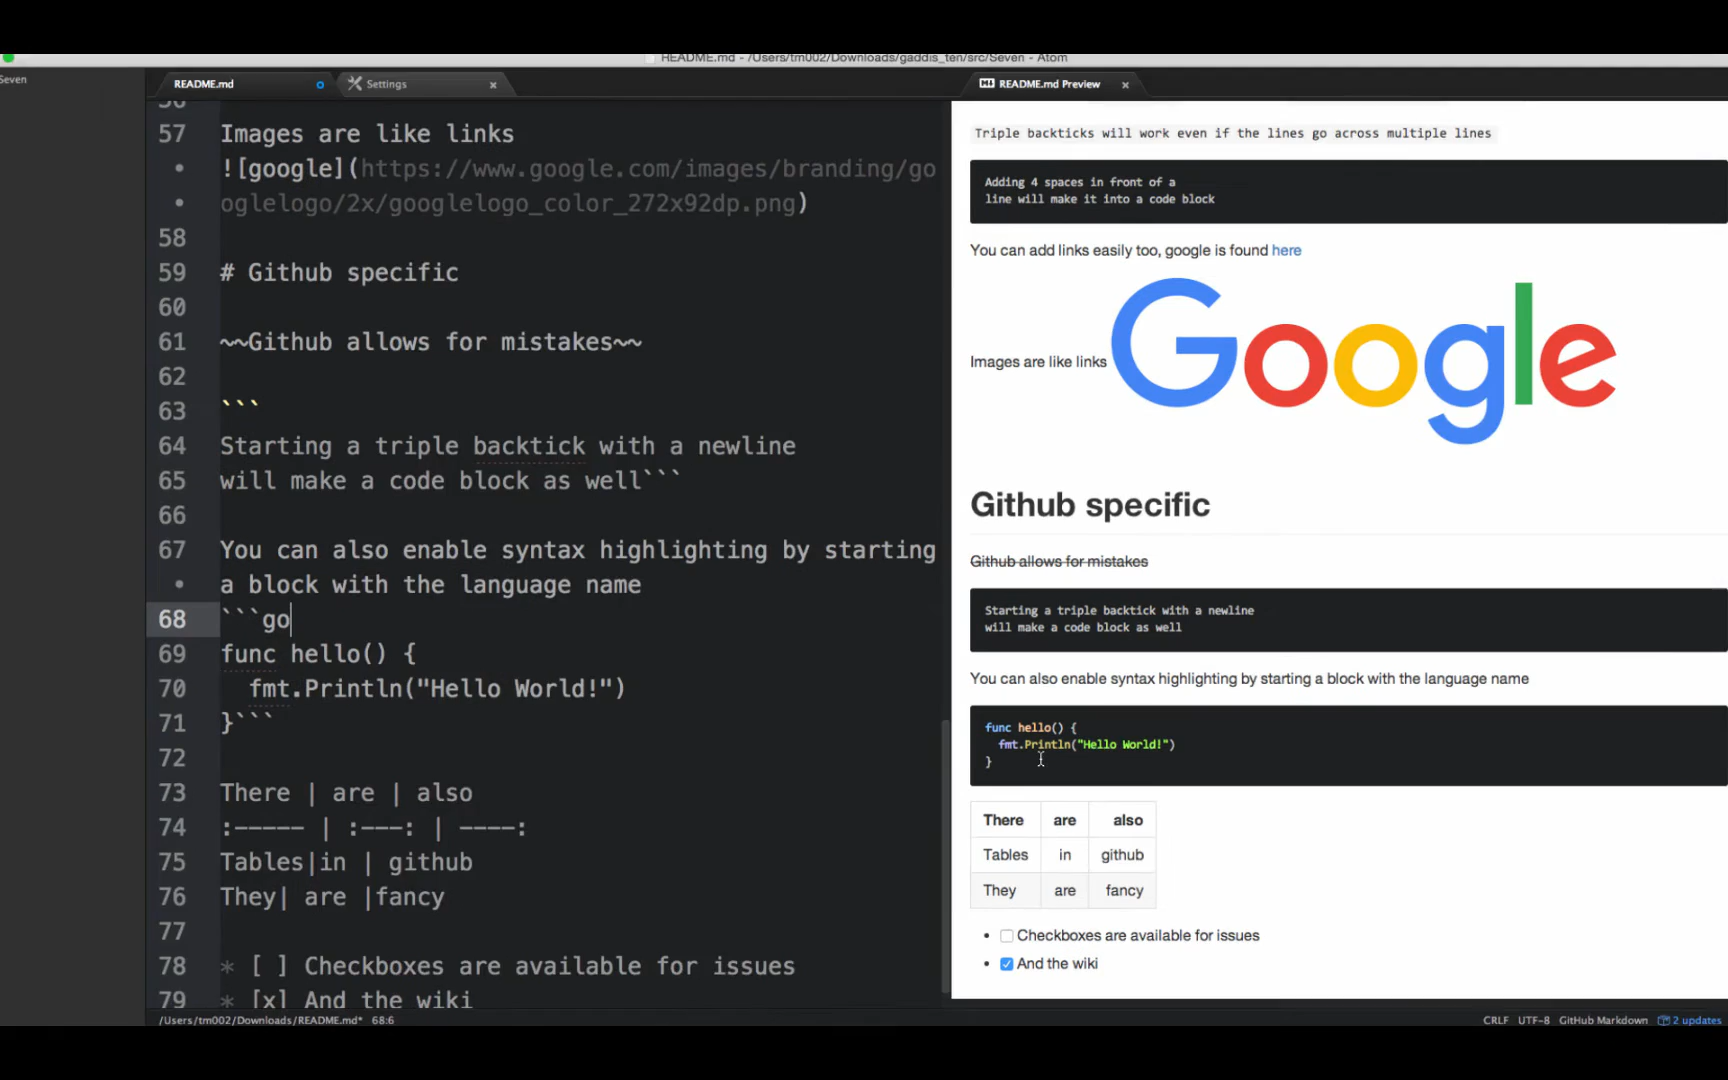 README.md - /Users/tm002/Downloads/gaddis_ten/src/Seven - Atom
Seven
README.md
Settings
README.md Preview
56
57 Images are like links
• ![google](https://www.google.com/images/branding/go
• oglelogo/2x/googlelogo_color_272x92dp.png)
58
59 # Github specific
60
61 ~~Github allows for mistakes~~
62
63 ```
64 Starting a triple backtick with a newline
65 will make a code block as well```
66
67 You can also enable syntax highlighting by starting
• a block with the language name
68 ```go
69 func hello() {
70   fmt.Println("Hello World!")
71 }```
72
73 There | are | also
74 :----- | :---: | ----:
75 Tables|in | github
76 They| are |fancy
77
78 * [ ] Checkboxes are available for issues
79 * [x] And the wiki
Triple backticks will work even if the lines go across multiple lines
Adding 4 spaces in front of a
line will make it into a code block
You can add links easily too, google is found here
Images are like links Google
Github specific
Github allows for mistakes
Starting a triple backtick with a newline
will make a code block as well
You can also enable syntax highlighting by starting a block with the language name
func hello() {
  fmt.Println("Hello World!")
}
There are also
Tables in github
They are fancy
• Checkboxes are available for issues
• And the wiki
/Users/tm002/Downloads/README.md* 68:6
CRLF UTF-8 GitHub Markdown 2 updates